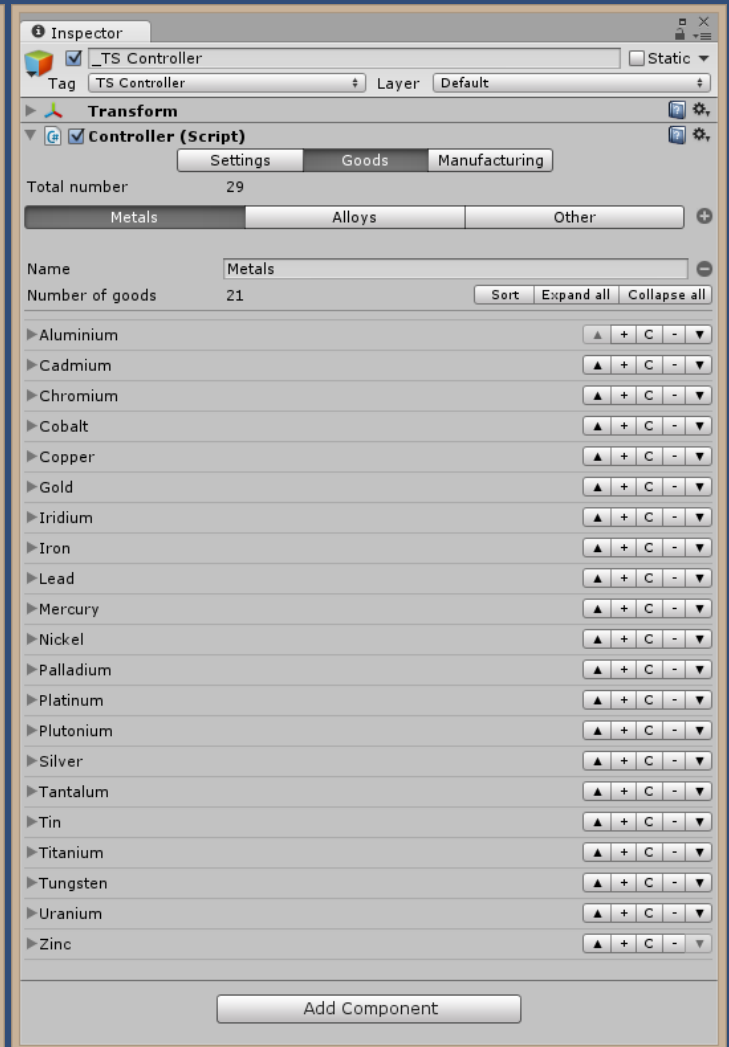 Inspector
_TS Controller Static
Tag TS Controller Layer Default
Transform
Controller (Script)
Settings Goods Manufacturing
Total number 29
Metals Alloys Other
Name Metals
Number of goods 21 Sort Expand all Collapse all
Aluminium + C -
Cadmium + C -
Chromium + C -
Cobalt + C -
Copper + C -
Gold + C -
Iridium + C -
Iron + C -
Lead + C -
Mercury + C -
Nickel + C -
Palladium + C -
Platinum + C -
Plutonium + C -
Silver + C -
Tantalum + C -
Tin + C -
Titanium + C -
Tungsten + C -
Uranium + C -
Zinc + C -
Add Component